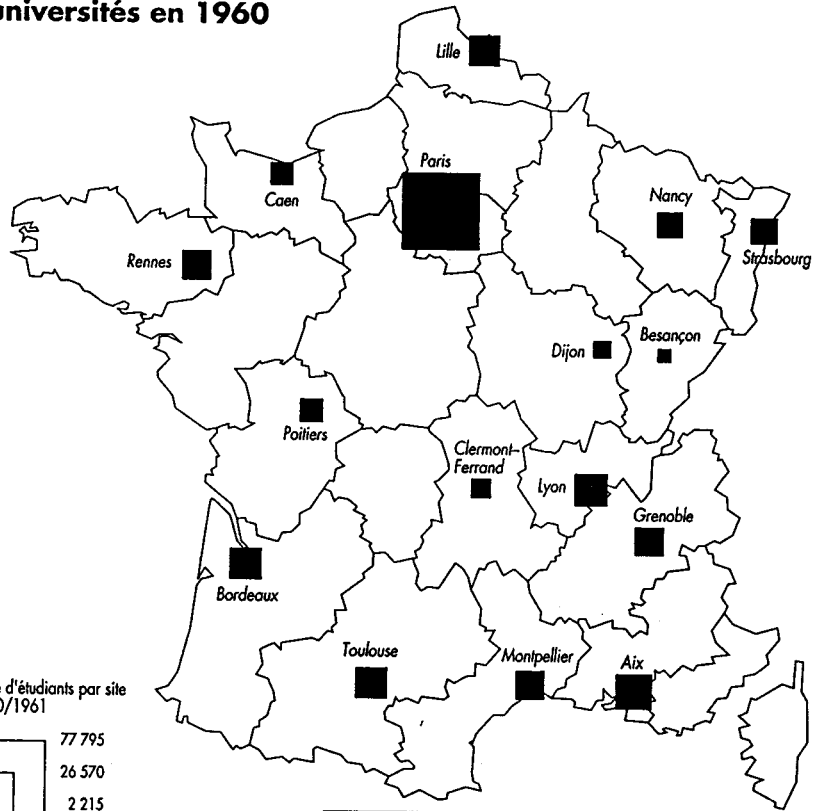 universités en 1960
Lille
Paris
Caen
Nancy
Strasbourg
Rennes
Besançon
Dijon
Poitiers
Clermont-
Ferrand
Lyon
Grenoble
Bordeaux
Toulouse
Montpellier
Aix
d'étudiants par site
/1961
77 795
26 570
2 215